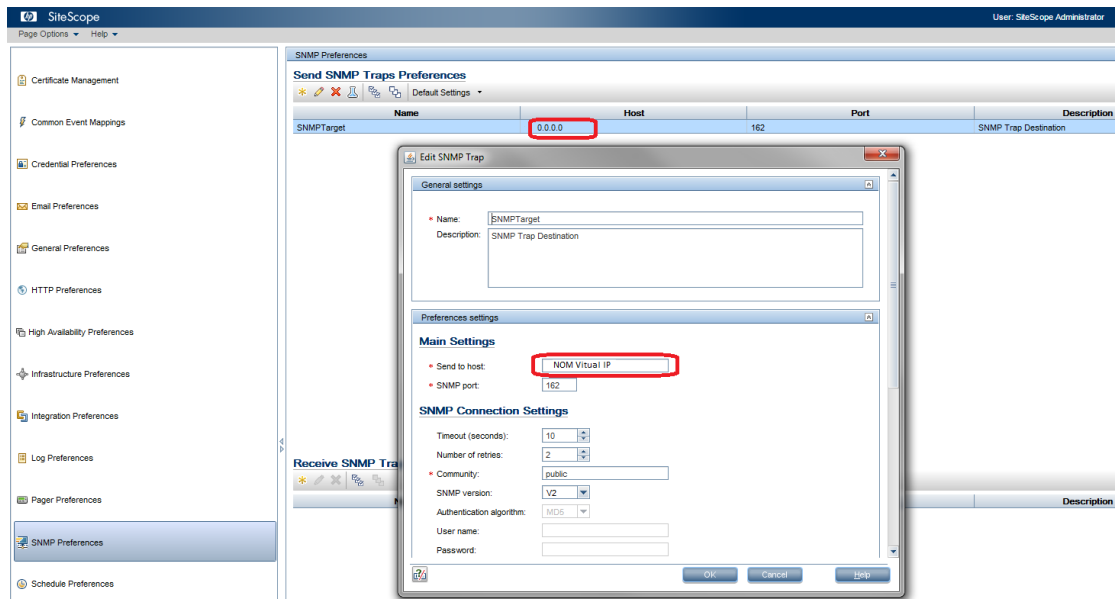 SiteScope
User: SiteScope Administrator
Page Options Help
Certificate Management
Common Event Mappings
Credential Preferences
Email Preferences
General Preferences
HTTP Preferences
High Availability Preferences
Infrastructure Preferences
Integration Preferences
Log Preferences
Pager Preferences
SNMP Preferences
Schedule Preferences
SNMP Preferences
Send SNMP Traps Preferences
Default Settings
Name Host Port Description
SNMPTarget 0.0.0.0 162 SNMP Trap Destination
Edit SNMP Trap
General settings
* Name: SNMPTarget
Description: SNMP Trap Destination
Preferences settings
Main Settings
* Send to host: NOM Vitual IP
* SNMP port: 162
SNMP Connection Settings
Timeout (seconds): 10
Number of retries: 2
* Community: public
SNMP version: V2
Authentication algorithm: MD5
User name:
Password:
OK Cancel Help
Receive SNMP Tra
N Description